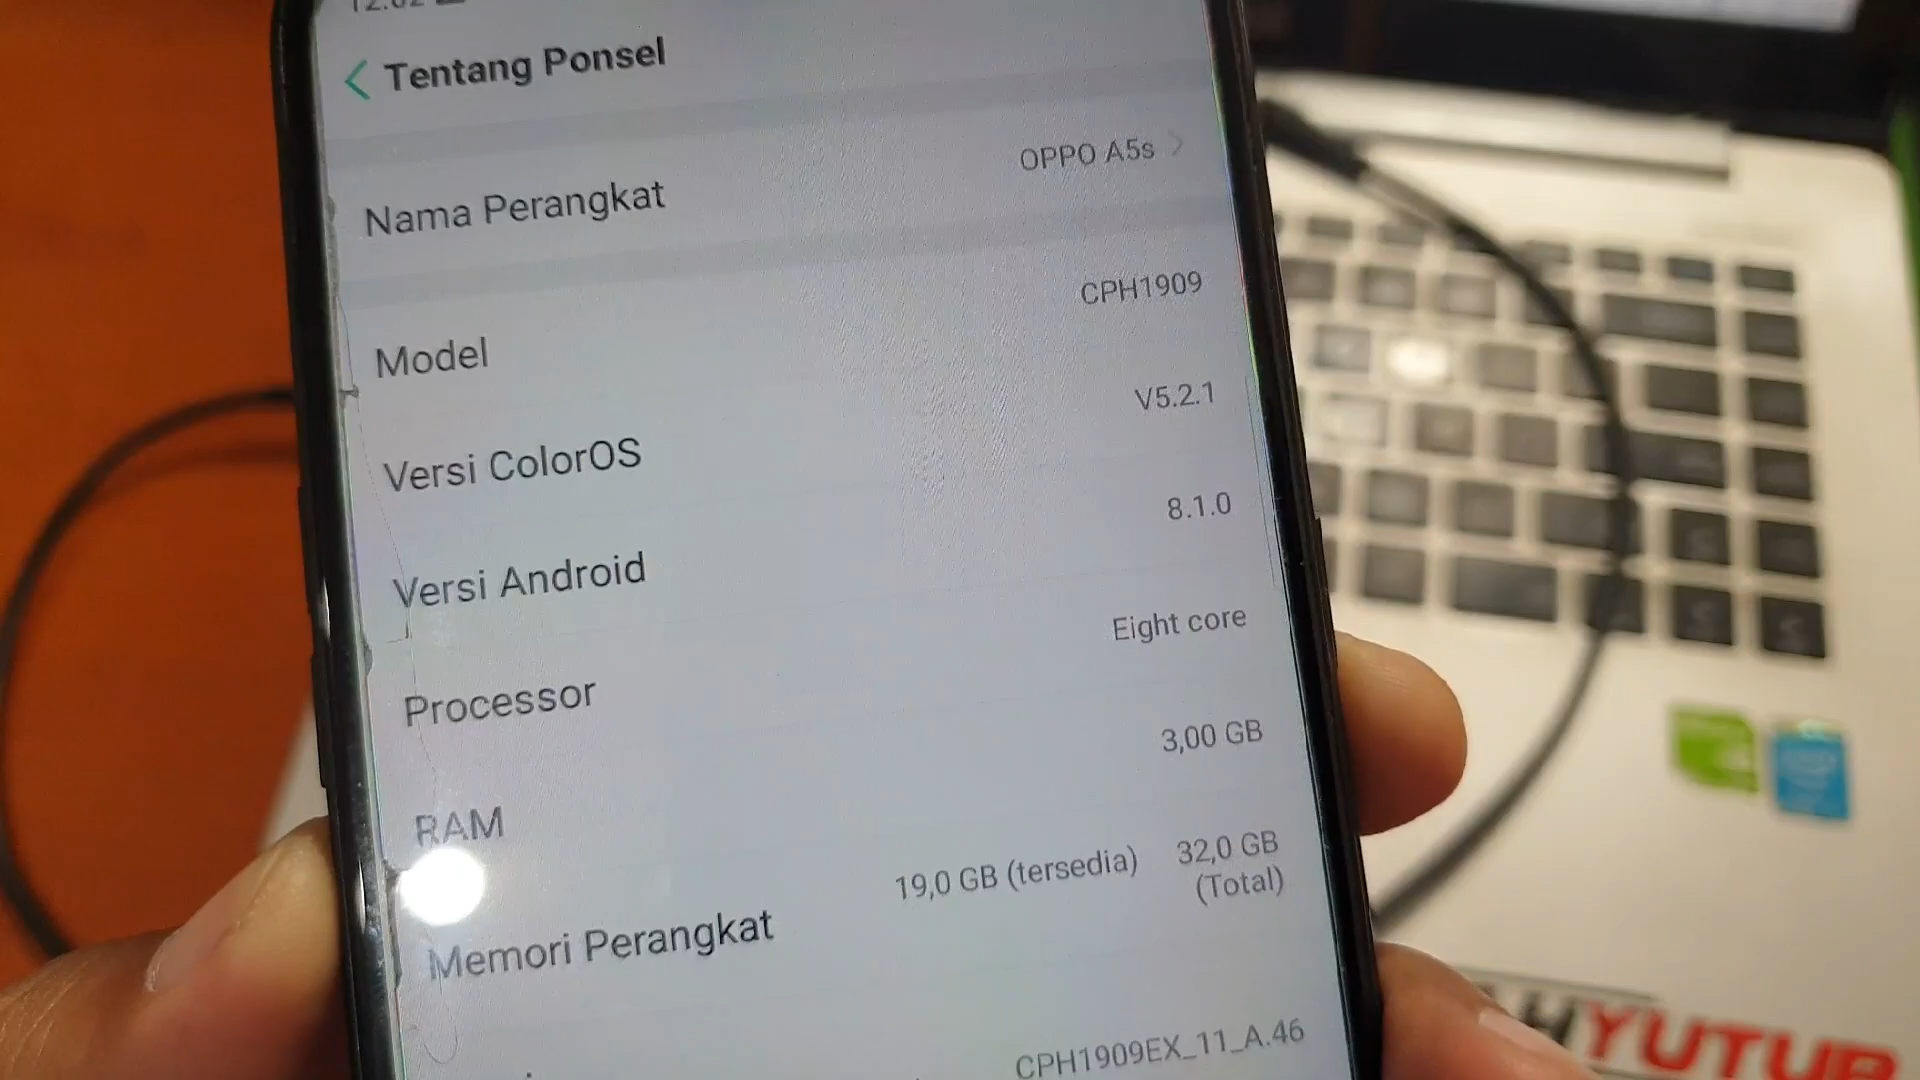 Tentang Ponsel
Nama Perangkat
OPPO A5s
Model
CPH1909
Versi ColorOS
V5.2.1
Versi Android
8.1.0
Processor
Eight core
RAM
3,00 GB
Memori Perangkat
19,0 GB (tersedia)
32,0 GB
(Total)
CPH1909EX_11_A.46